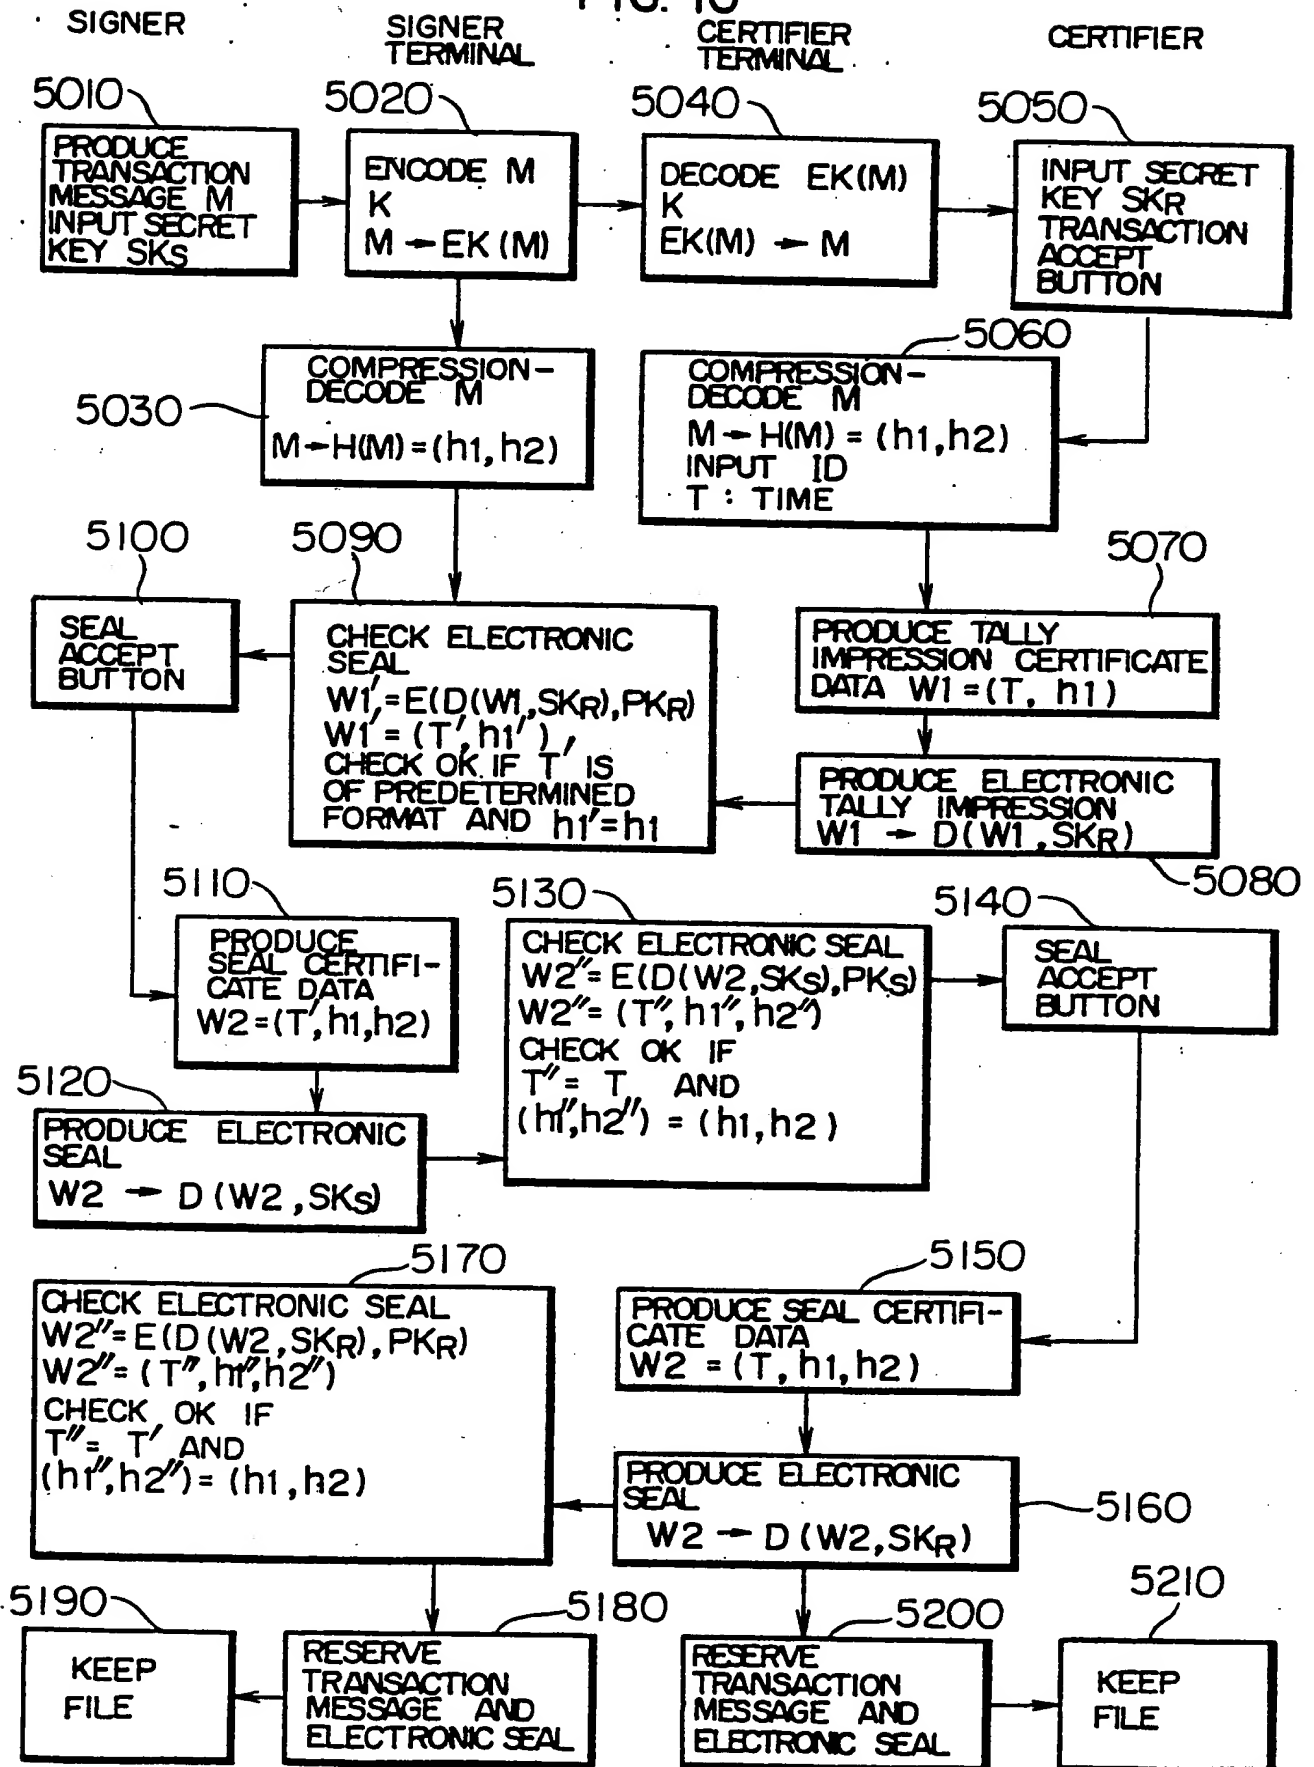 FIG. 10
SIGNER
SIGNER
TERMINAL
CERTIFIER
TERMINAL
CERTIFIER
5010
PRODUCE
TRANSACTION
MESSAGE M
INPUT SECRET
KEY SKS
5020
ENCODE M
K
M → EK (M)
5040
DECODE EK(M)
K
EK(M) → M
5050
INPUT SECRET
KEY SKR
TRANSACTION
ACCEPT
BUTTON
5030
COMPRESSION-
DECODE M
M → H(M) = (h1, h2)
5060
COMPRESSION-
DECODE M
M → H(M) = (h1, h2)
INPUT ID
T : TIME
5100
SEAL
ACCEPT
BUTTON
5090
CHECK ELECTRONIC
SEAL
W1' = E(D(W1, SKR), PKR)
W1' = (T', h1') ,
CHECK OK IF T' IS
OF PREDETERMINED
FORMAT AND h1' = h1
5070
PRODUCE TALLY
IMPRESSION CERTIFICATE
DATA W1 = (T, h1)
PRODUCE ELECTRONIC
TALLY IMPRESSION
W1 → D(W1, SKR)
5080
5110
PRODUCE
SEAL CERTIFI-
CATE DATA
W2 = (T', h1, h2)
5130
CHECK ELECTRONIC SEAL
W2" = E(D(W2, SKS), PKS)
W2" = (T", h1", h2")
CHECK OK IF
T" = T AND
(h1", h2") = (h1, h2)
5140
SEAL
ACCEPT
BUTTON
5120
PRODUCE ELECTRONIC
SEAL
W2 → D (W2, SKS)
5170
CHECK ELECTRONIC SEAL
W2" = E(D (W2, SKR), PKR)
W2" = (T", h1", h2")
CHECK OK IF
T" = T' AND
(h1", h2") = (h1, h2)
5150
PRODUCE SEAL CERTIFI-
CATE DATA
W2 = (T, h1, h2)
PRODUCE ELECTRONIC
SEAL
W2 → D (W2, SKR)
5160
5190
KEEP
FILE
5180
RESERVE
TRANSACTION
MESSAGE AND
ELECTRONIC SEAL
5200
RESERVE
TRANSACTION
MESSAGE AND
ELECTRONIC SEAL
5210
KEEP
FILE